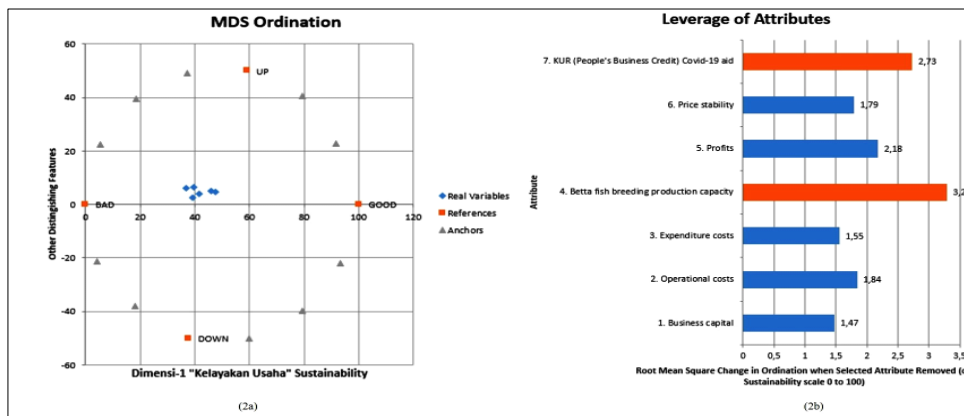 MDS Ordination
60
40
20
0
-20
-40
-60
Other Distinguishing Features
UP
BAD
GOOD
DOWN
0 20 40 60 80 100 120
Dimensi-1 "Kelayakan Usaha" Sustainability
Real Variables
References
Anchors
(2a)
Leverage of Attributes
Attribute
7. KUR (People's Business Credit) Covid-19 aid
2,73
6. Price stability
1,79
5. Profits
2,18
4. Betta fish breeding production capacity
3,2
3. Expenditure costs
1,55
2. Operational costs
1,84
1. Business capital
1,47
0 0,5 1 1,5 2 2,5 3 3,5
Root Mean Square Change in Ordination when Selected Attribute Removed (o
Sustainability scale 0 to 100)
(2b)